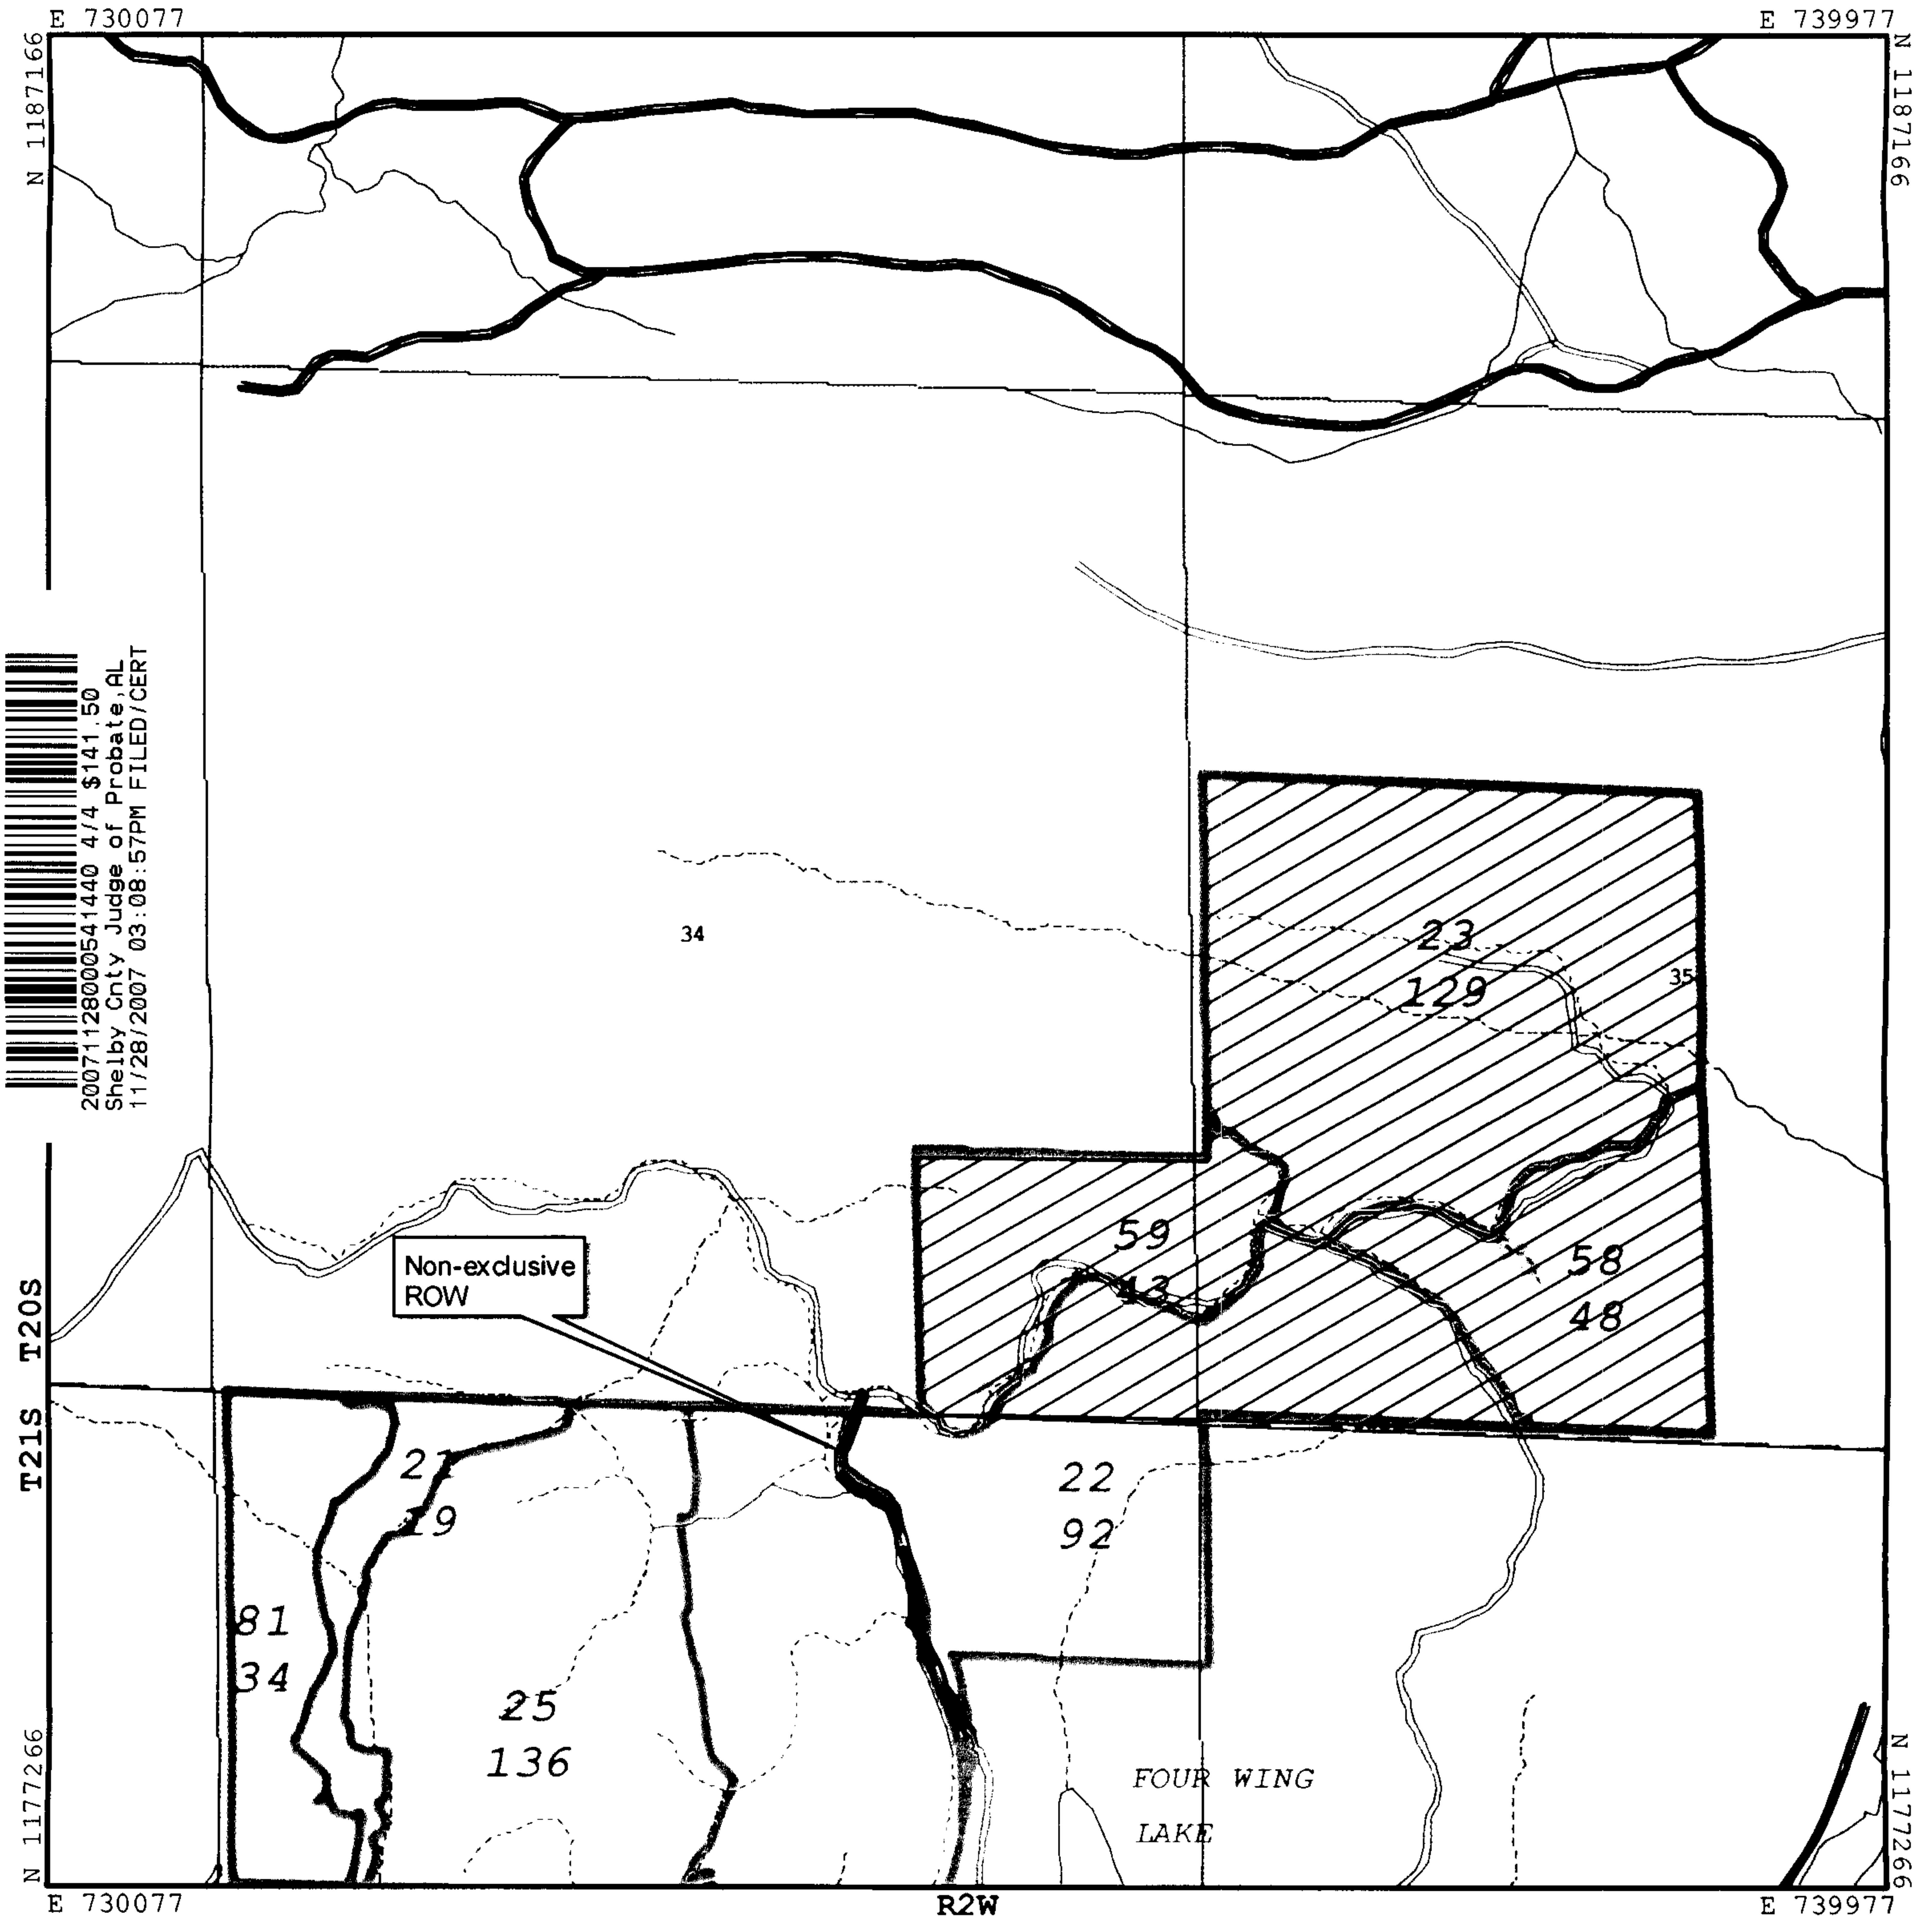 E 730077
E 739977
N 1187166
N 1187166
20071128000541440 4/4 $141.50
Shelby Cnty Judge of Probate, AL
11/28/2007 03:08:57PM FILED/CERT
34
23
129
35
59
43
58
48
Non-exclusive
ROW
T20S
T21S
21
19
22
92
81
34
25
136
FOUR WING
LAKE
N 1177266
N 1177266
E 730077
R2W
E 739977